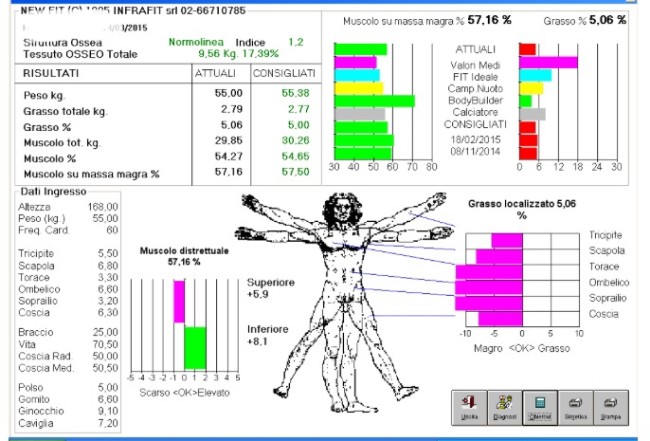 NEW FIT (C) 1995 INFRAFIT srl 02-66710785
/03/2015
Struttura Ossea Normolinea Indice 1,2
Tessuto OSSEO Totale 9,56 Kg. 17,39%
RISULTATI ATTUALI CONSIGLIATI
Peso kg. 55,00 55,38
Grasso totale kg. 2,79 2,77
Grasso % 5,06 5,00
Muscolo tot. kg. 29,85 30,26
Muscolo % 54,27 54,65
Muscolo su massa magra % 57,16 57,50
Muscolo su massa magra % 57,16 % Grasso % 5,06 %
ATTUALI
Valori Medi
FIT Ideale
Camp Nuoto
BodyBuilder
Calciatore
CONSIGLIATI
18/02/2015
08/11/2014
30 40 50 60 70 80
0 6 12 18 24 30
Dati Ingresso
Altezza 168,00
Peso (kg.) 55,00
Freq. Card. 60
Tricipite 5,50
Scapola 6,80
Torace 3,30
Ombelico 6,60
Soprailio 3,20
Coscia 6,30
Braccio 25,00
Vita 70,50
Coscia Rad. 50,00
Coscia Med. 50,50
Polso 5,00
Gomito 6,60
Ginocchio 9,10
Caviglia 7,20
Muscolo distrettuale
57,16 %
Superiore
+5,9
Inferiore
+8,1
-5 -4 -3 -2 -1 0 1 2 3 4 5
Scarso <OK>Elevato
Grasso localizzato 5,06
%
Tricipite
Scapola
Torace
Ombelico
Soprailio
Coscia
-10 -5 0 5 10
Magro <OK> Grasso
Uscita Diagnosi Obiettivi Sintetica Stampa